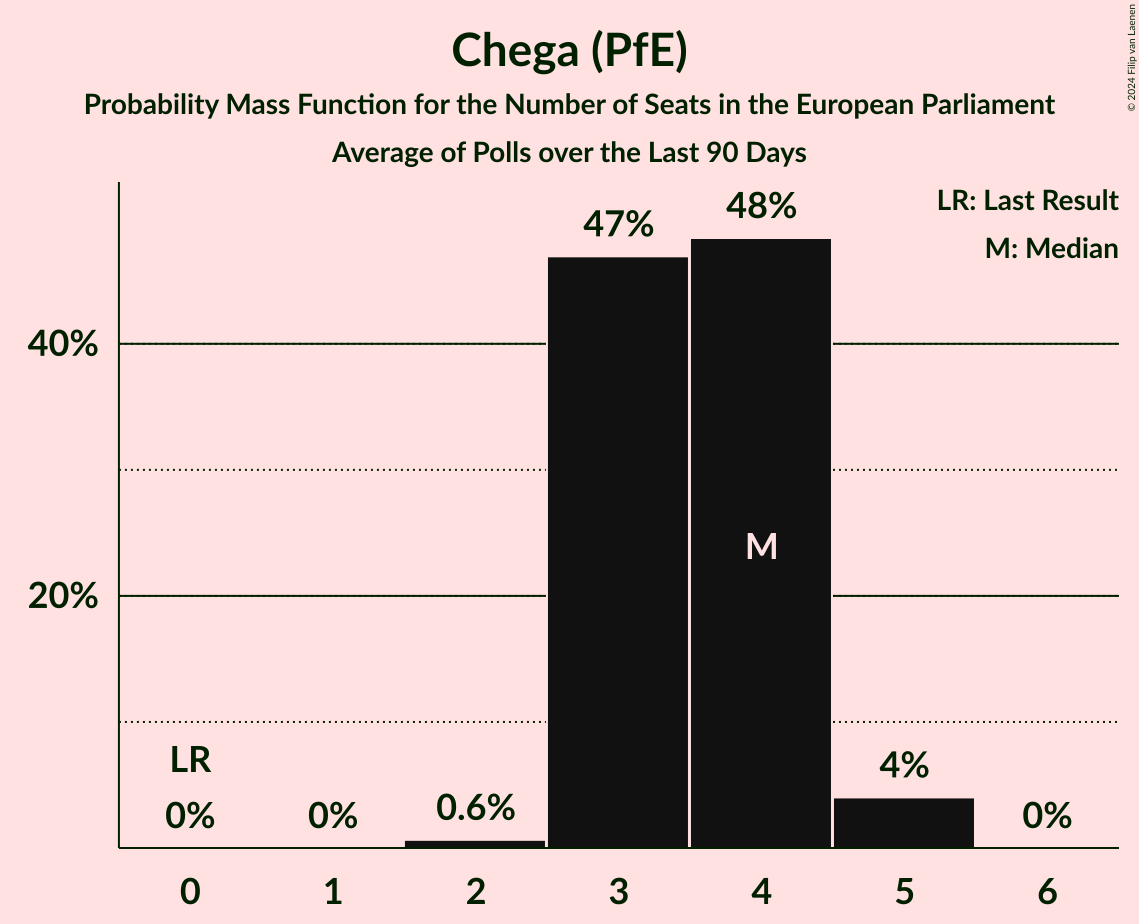 Chega (PfE)
Probability Mass Function for the Number of Seats in the European Parliament
Average of Polls over the Last 90 Days
© 2024 Filip van Laenen
LR: Last Result
M: Median
47%
48%
40%
M
20%
LR
0%
0%
0.6%
4%
0%
0
1
2
3
4
5
6